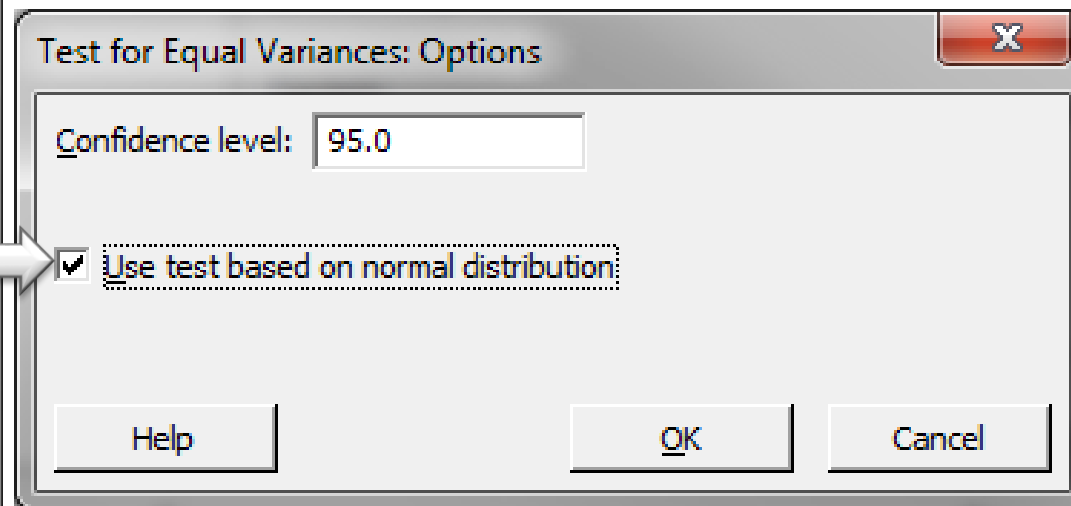 Test for Equal Variances: Options
Confidence level: 95.0
Use test based on normal distribution
Help OK Cancel